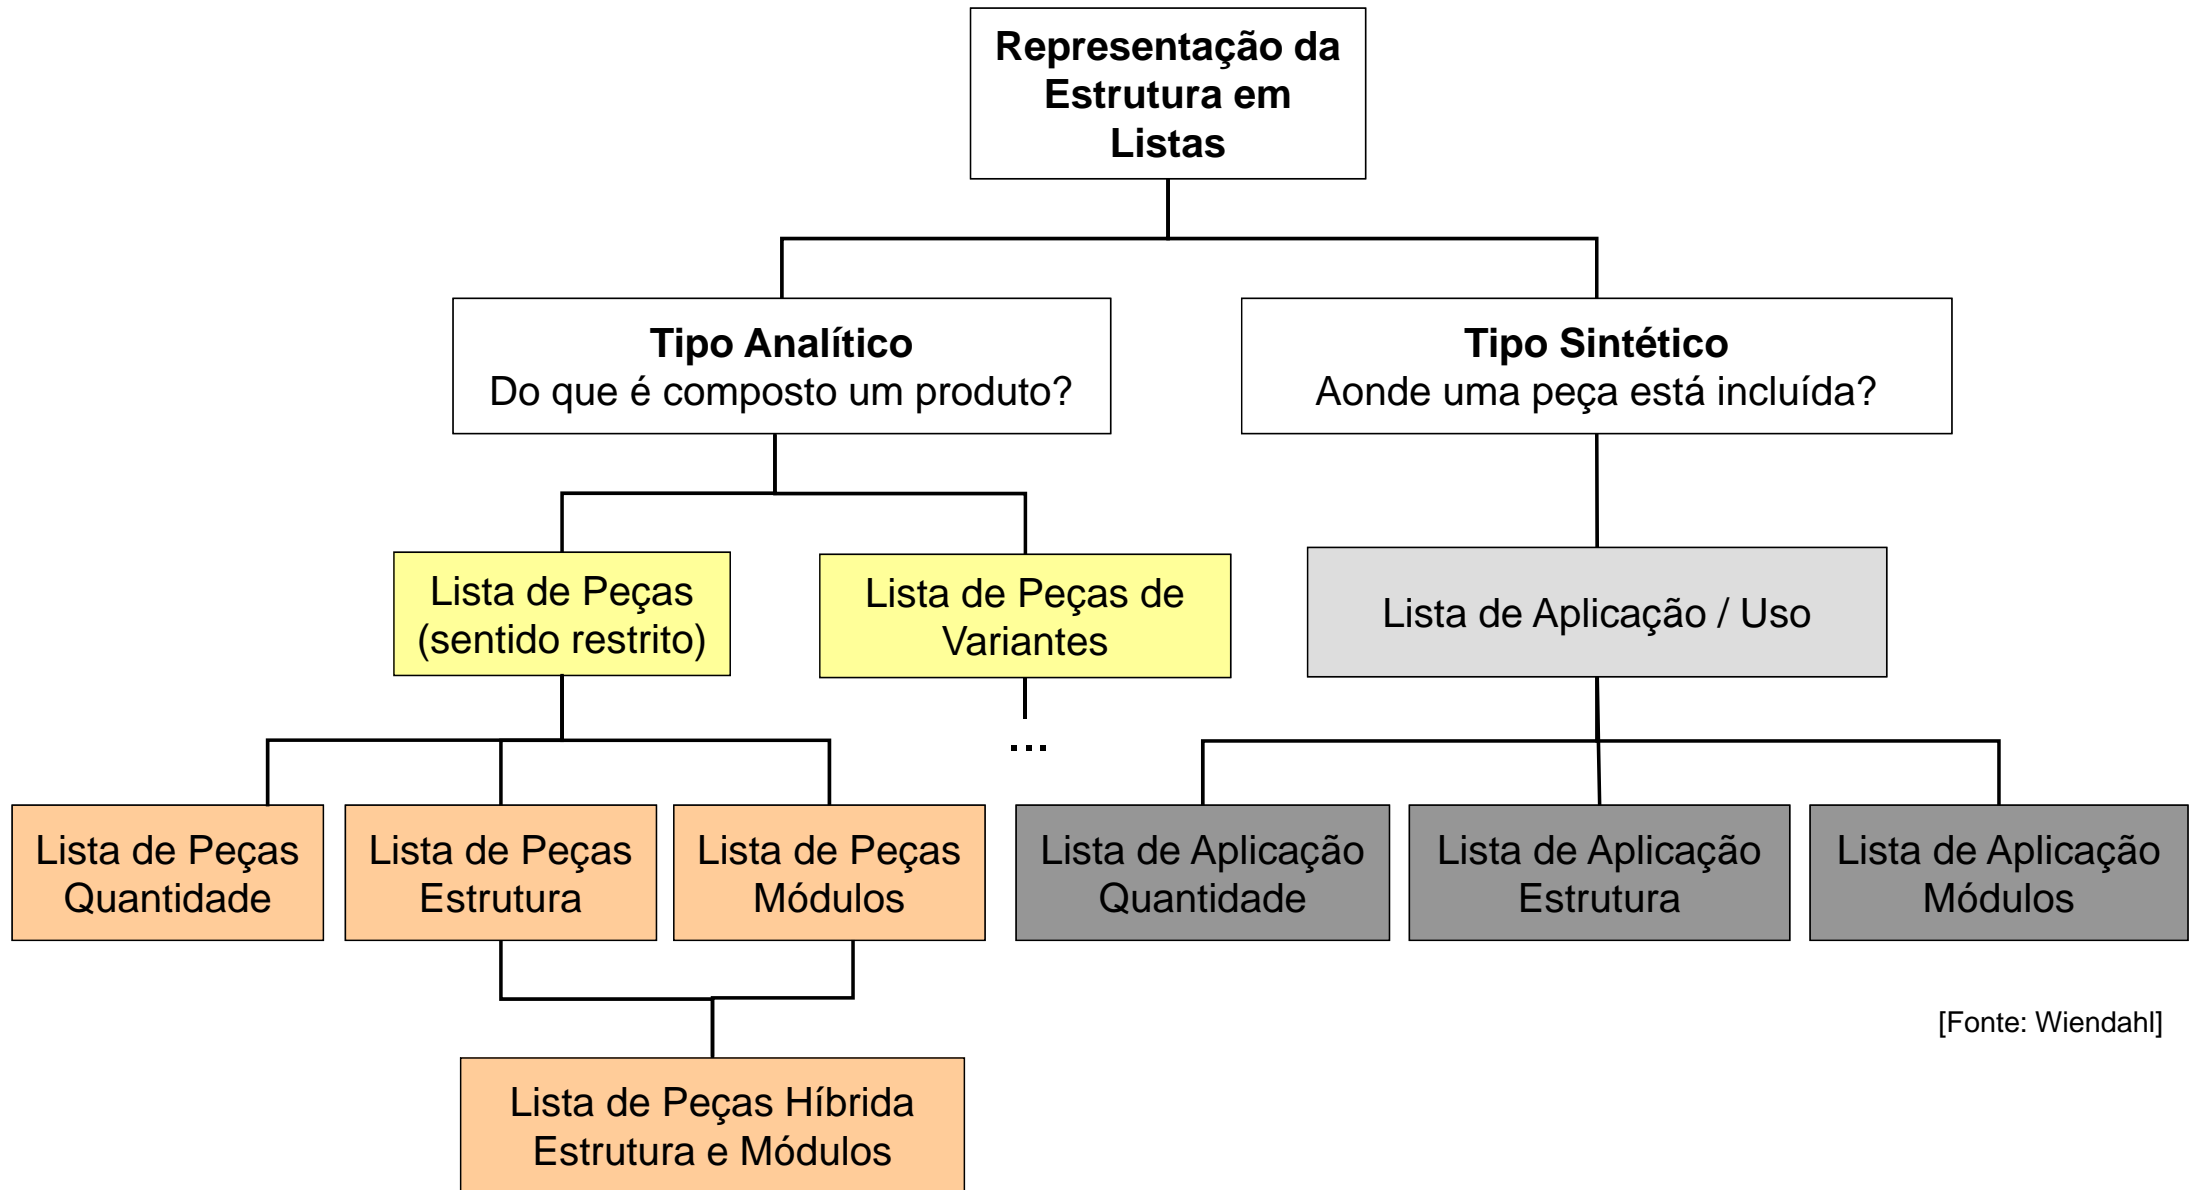 Representação da
Estrutura em
Listas
Tipo Analítico
Do que é composto um produto?
Tipo Sintético
Aonde uma peça está incluída?
Lista de Peças
(sentido restrito)
Lista de Peças de
Variantes
Lista de Aplicação / Uso
...
Lista de Peças
Quantidade
Lista de Peças
Estrutura
Lista de Peças
Módulos
Lista de Aplicação
Quantidade
Lista de Aplicação
Estrutura
Lista de Aplicação
Módulos
[Fonte: Wiendahl]
Lista de Peças Híbrida
Estrutura e Módulos